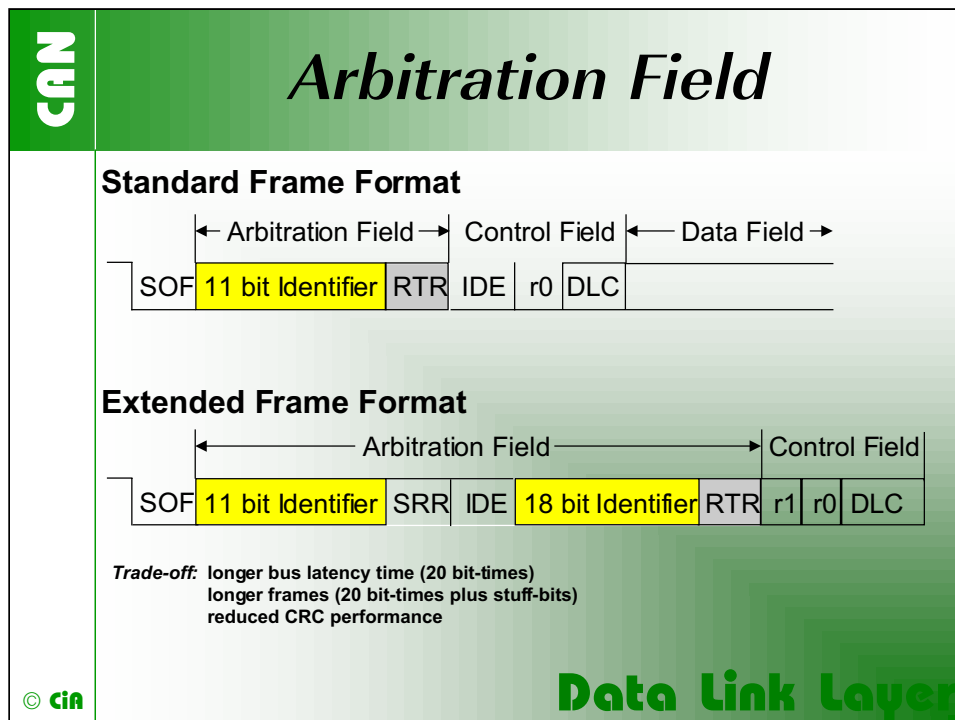 CAN
Arbitration Field
Standard Frame Format
Arbitration Field Control Field Data Field
SOF 11 bit Identifier RTR IDE r0 DLC
Extended Frame Format
Arbitration Field Control Field
SOF 11 bit Identifier SRR IDE 18 bit Identifier RTR r1 r0 DLC
Trade-off: longer bus latency time (20 bit-times)
longer frames (20 bit-times plus stuff-bits)
reduced CRC performance
© CiA
Data Link Layer